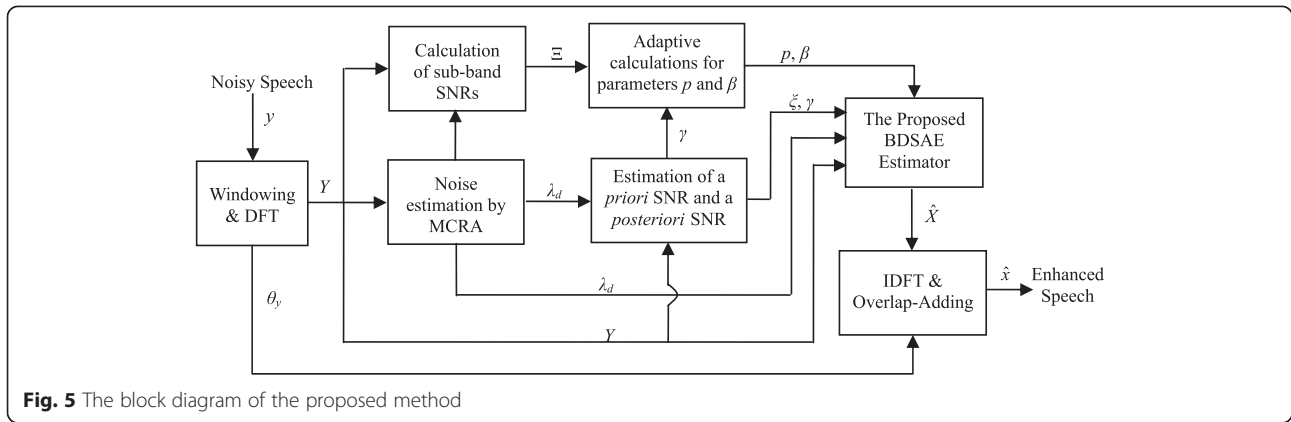 Noisy Speech
y
Windowing
& DFT
Y
θy
Calculation
of sub-band
SNRs
Ξ
Adaptive
calculations for
parameters p and β
p, β
Noise
estimation by
MCRA
λd
γ
Estimation of a
priori SNR and a
posteriori SNR
ξ, γ
The Proposed
BDSAE
Estimator
λd
Y
X̂
IDFT &
Overlap-Adding
x̂
Enhanced
Speech
Fig. 5 The block diagram of the proposed method